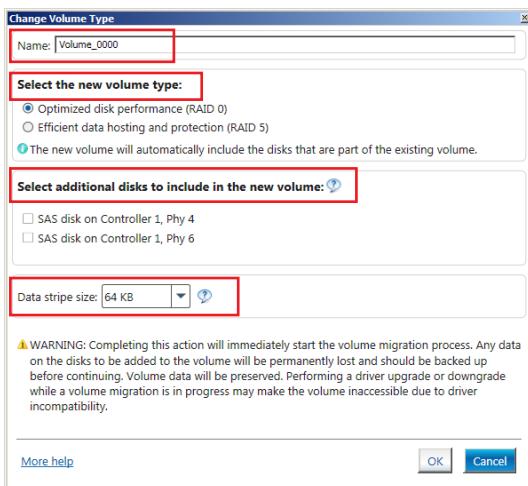 Change Volume Type
Name: Volume_0000
Select the new volume type:
Optimized disk performance (RAID 0)
Efficient data hosting and protection (RAID 5)
The new volume will automatically include the disks that are part of the existing volume.
Select additional disks to include in the new volume:
SAS disk on Controller 1, Phy 4
SAS disk on Controller 1, Phy 6
Data stripe size: 64 KB
WARNING: Completing this action will immediately start the volume migration process. Any data
on the disks to be added to the volume will be permanently lost and should be backed up
before continuing. Volume data will be preserved. Performing a driver upgrade or downgrade
while a volume migration is in progress may make the volume inaccessible due to driver
incompatibility.
More help
OK
Cancel